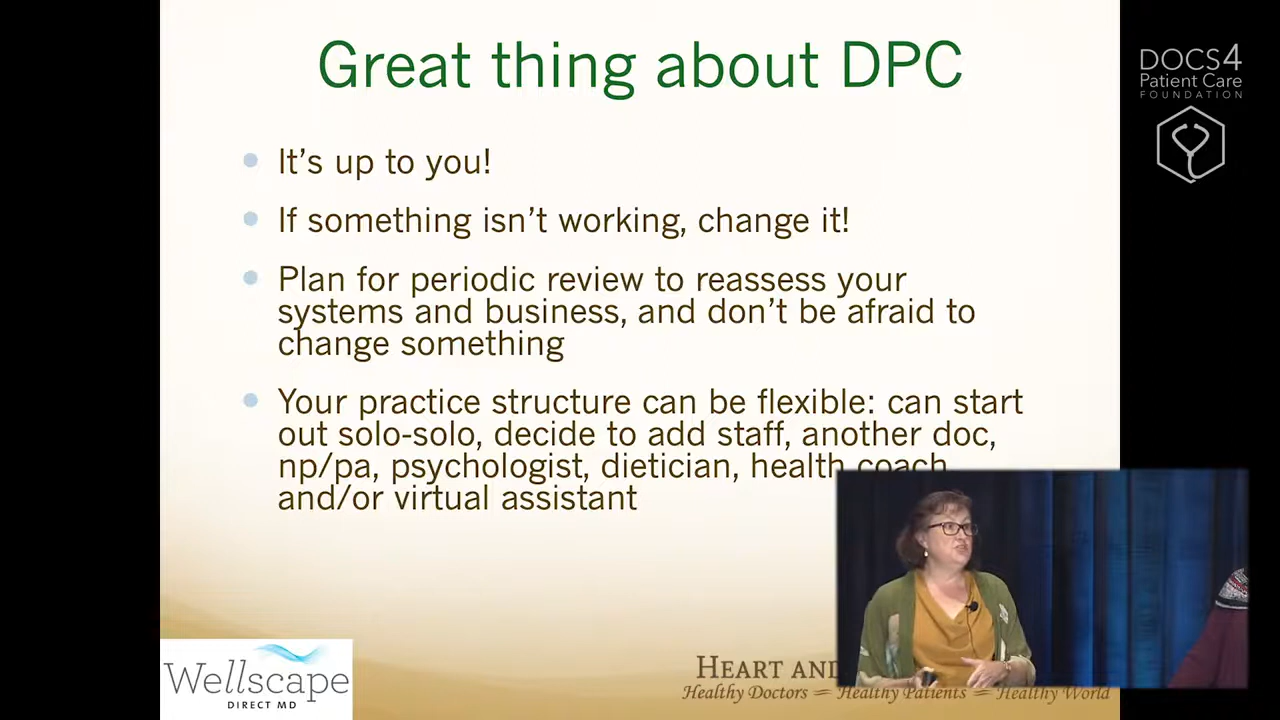 Great thing about DPC
DOCS4
Patient Care
FOUNDATION
It's up to you!
If something isn't working, change it!
Plan for periodic review to reassess your
systems and business, and don't be afraid to
change something
Your practice structure can be flexible: can start
out solo-solo, decide to add staff, another doc,
np/pa, psychologist, dietician, health coach
and/or virtual assistant
Wellscape
DIRECT MD
HEART AND
Healthy Doctors = Healthy Patients = Healthy World